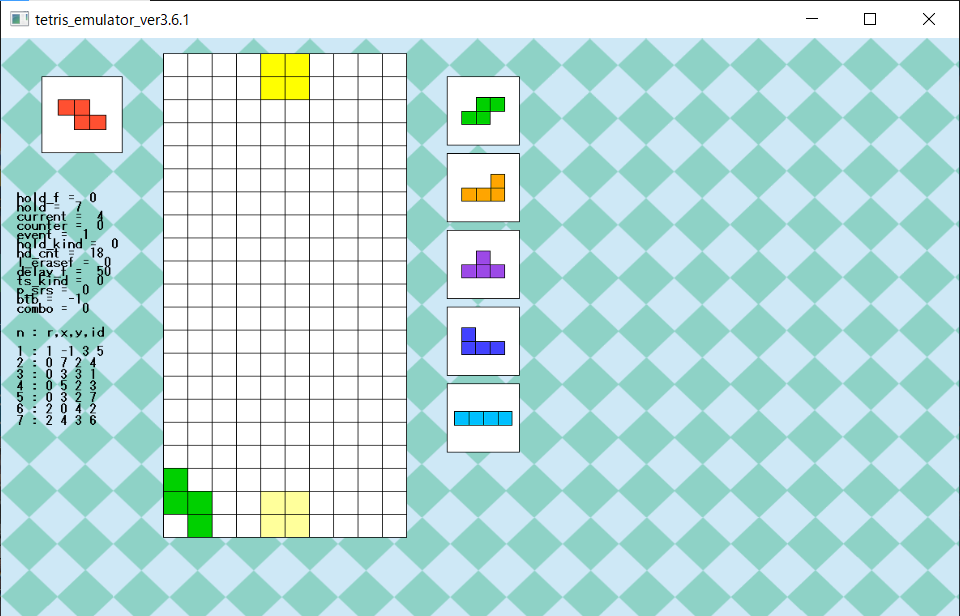 tetris_emulator_ver3.6.1
hold_f = 0
hold = 7
current = 4
counter = 0
event = 1
hold_kind = 0
hd_cnt = 18
l_erasef = 0
delay_t = 50
ts_kind = 0
p_srs = 0
btb = -1
combo = 0
n : r,x,y,id
1 : 1 -1 3 5
2 : 0 7 2 4
3 : 0 3 3 1
4 : 0 5 2 3
5 : 0 3 2 7
6 : 2 0 4 2
7 : 2 4 3 6